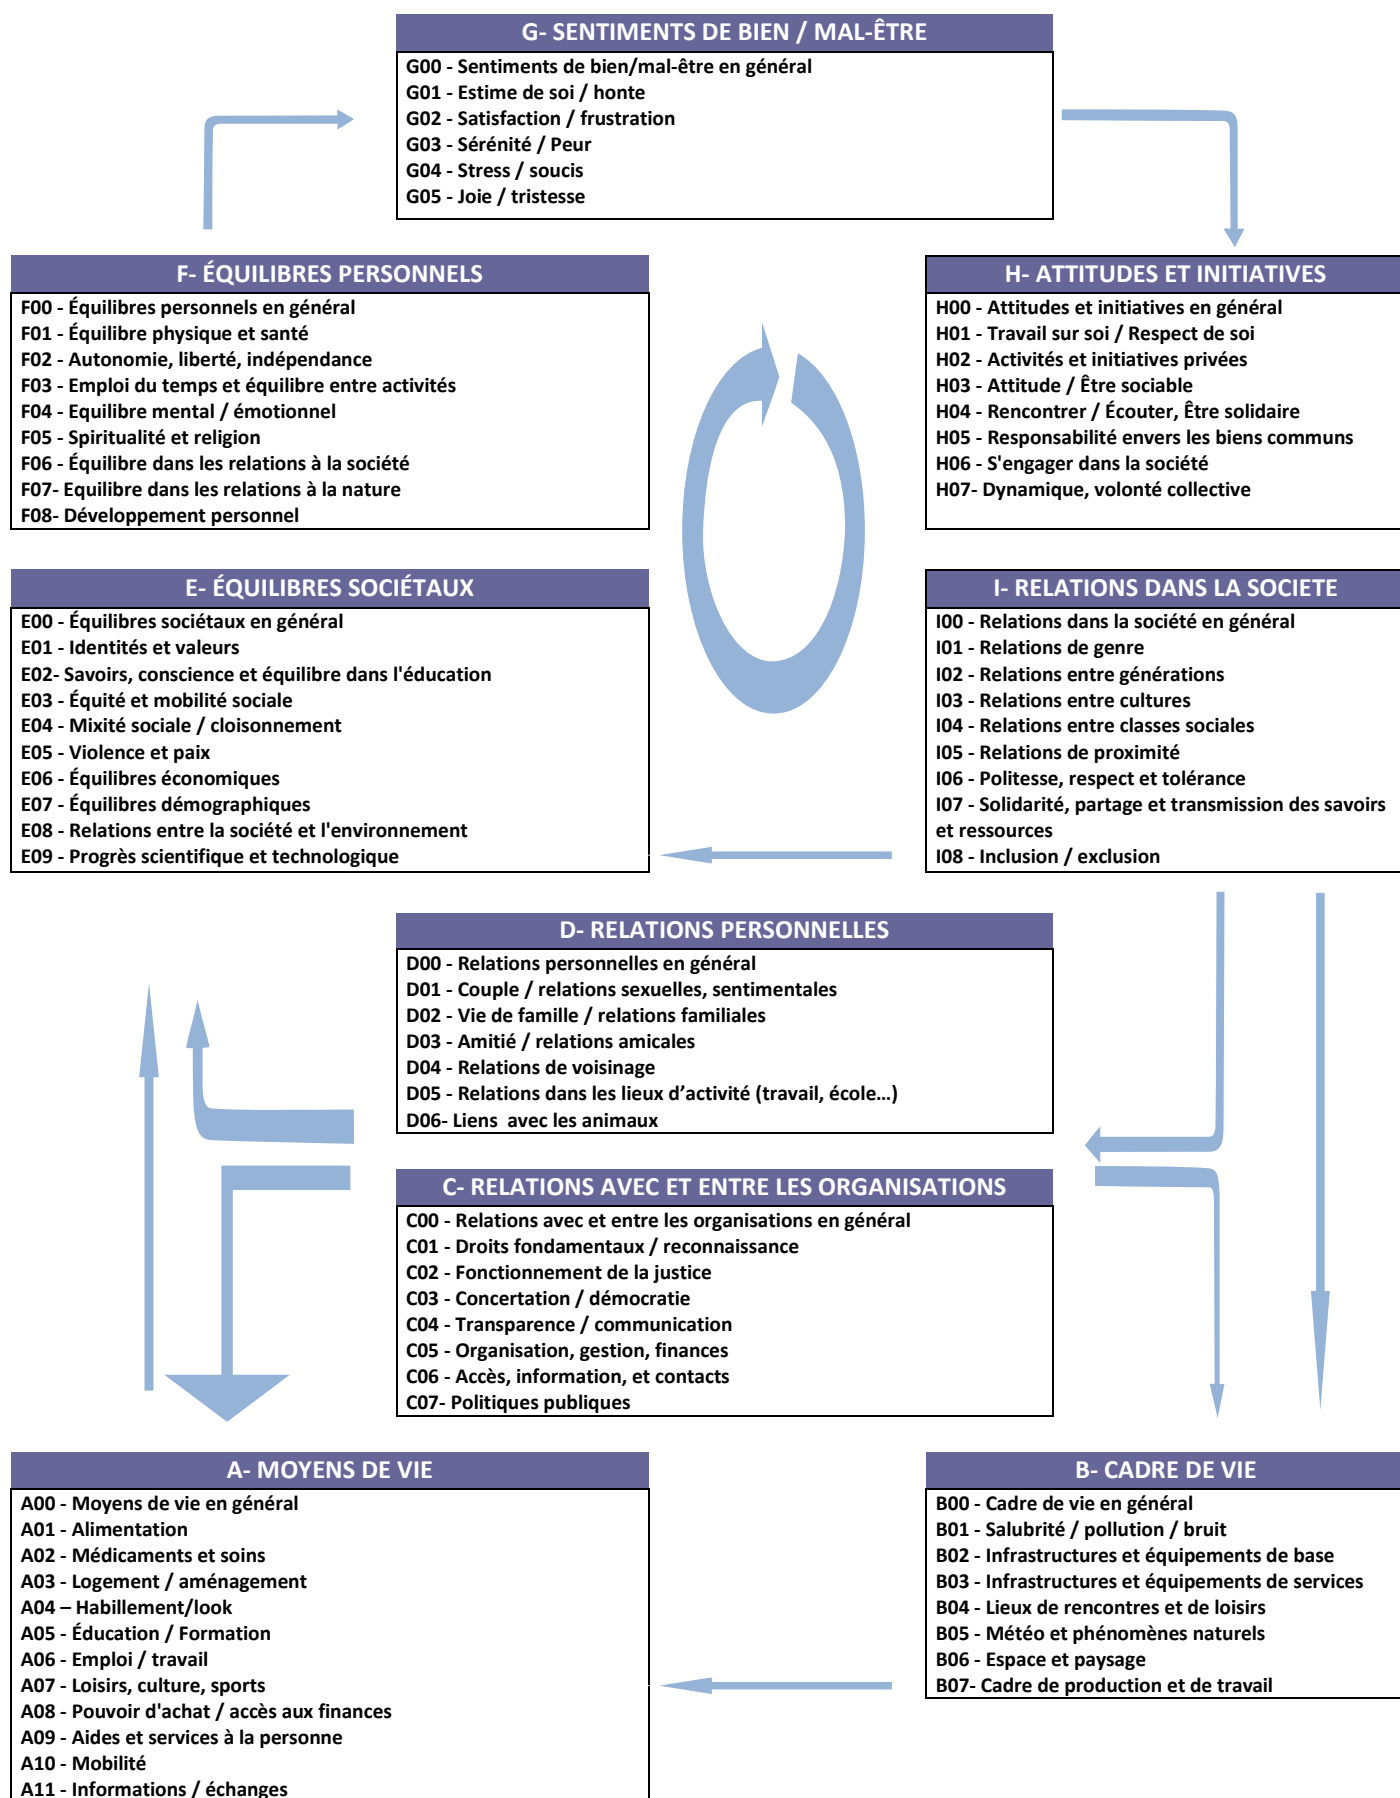 G- SENTIMENTS DE BIEN / MAL-ÊTRE
G00 - Sentiments de bien/mal-être en général
G01 - Estime de soi / honte
G02 - Satisfaction / frustration
G03 - Sérénité / Peur
G04 - Stress / soucis
G05 - Joie / tristesse
F- ÉQUILIBRES PERSONNELS
F00 - Équilibres personnels en général
F01 - Équilibre physique et santé
F02 - Autonomie, liberté, indépendance
F03 - Emploi du temps et équilibre entre activités
F04 - Equilibre mental / émotionnel
F05 - Spiritualité et religion
F06 - Équilibre dans les relations à la société
F07- Equilibre dans les relations à la nature
F08- Développement personnel
H- ATTITUDES ET INITIATIVES
H00 - Attitudes et initiatives en général
H01 - Travail sur soi / Respect de soi
H02 - Activités et initiatives privées
H03 - Attitude / Être sociable
H04 - Rencontrer / Écouter, Être solidaire
H05 - Responsabilité envers les biens communs
H06 - S'engager dans la société
H07- Dynamique, volonté collective
E- ÉQUILIBRES SOCIÉTAUX
E00 - Équilibres sociétaux en général
E01 - Identités et valeurs
E02- Savoirs, conscience et équilibre dans l'éducation
E03 - Équité et mobilité sociale
E04 - Mixité sociale / cloisonnement
E05 - Violence et paix
E06 - Équilibres économiques
E07 - Équilibres démographiques
E08 - Relations entre la société et l'environnement
E09 - Progrès scientifique et technologique
I- RELATIONS DANS LA SOCIETE
I00 - Relations dans la société en général
I01 - Relations de genre
I02 - Relations entre générations
I03 - Relations entre cultures
I04 - Relations entre classes sociales
I05 - Relations de proximité
I06 - Politesse, respect et tolérance
I07 - Solidarité, partage et transmission des savoirs
et ressources
I08 - Inclusion / exclusion
D- RELATIONS PERSONNELLES
D00 - Relations personnelles en général
D01 - Couple / relations sexuelles, sentimentales
D02 - Vie de famille / relations familiales
D03 - Amitié / relations amicales
D04 - Relations de voisinage
D05 - Relations dans les lieux d’activité (travail, école…)
D06- Liens  avec les animaux
C- RELATIONS AVEC ET ENTRE LES ORGANISATIONS
C00 - Relations avec et entre les organisations en général
C01 - Droits fondamentaux / reconnaissance
C02 - Fonctionnement de la justice
C03 - Concertation / démocratie
C04 - Transparence / communication
C05 - Organisation, gestion, finances
C06 - Accès, information, et contacts
C07- Politiques publiques
A- MOYENS DE VIE
A00 - Moyens de vie en général
A01 - Alimentation
A02 - Médicaments et soins
A03 - Logement / aménagement
A04 – Habillement/look
A05 - Éducation / Formation
A06 - Emploi / travail
A07 - Loisirs, culture, sports
A08 - Pouvoir d'achat / accès aux finances
A09 - Aides et services à la personne
A10 - Mobilité
A11 - Informations / échanges
B- CADRE DE VIE
B00 - Cadre de vie en général
B01 - Salubrité / pollution / bruit
B02 - Infrastructures et équipements de base
B03 - Infrastructures et équipements de services
B04 - Lieux de rencontres et de loisirs
B05 - Météo et phénomènes naturels
B06 - Espace et paysage
B07- Cadre de production et de travail